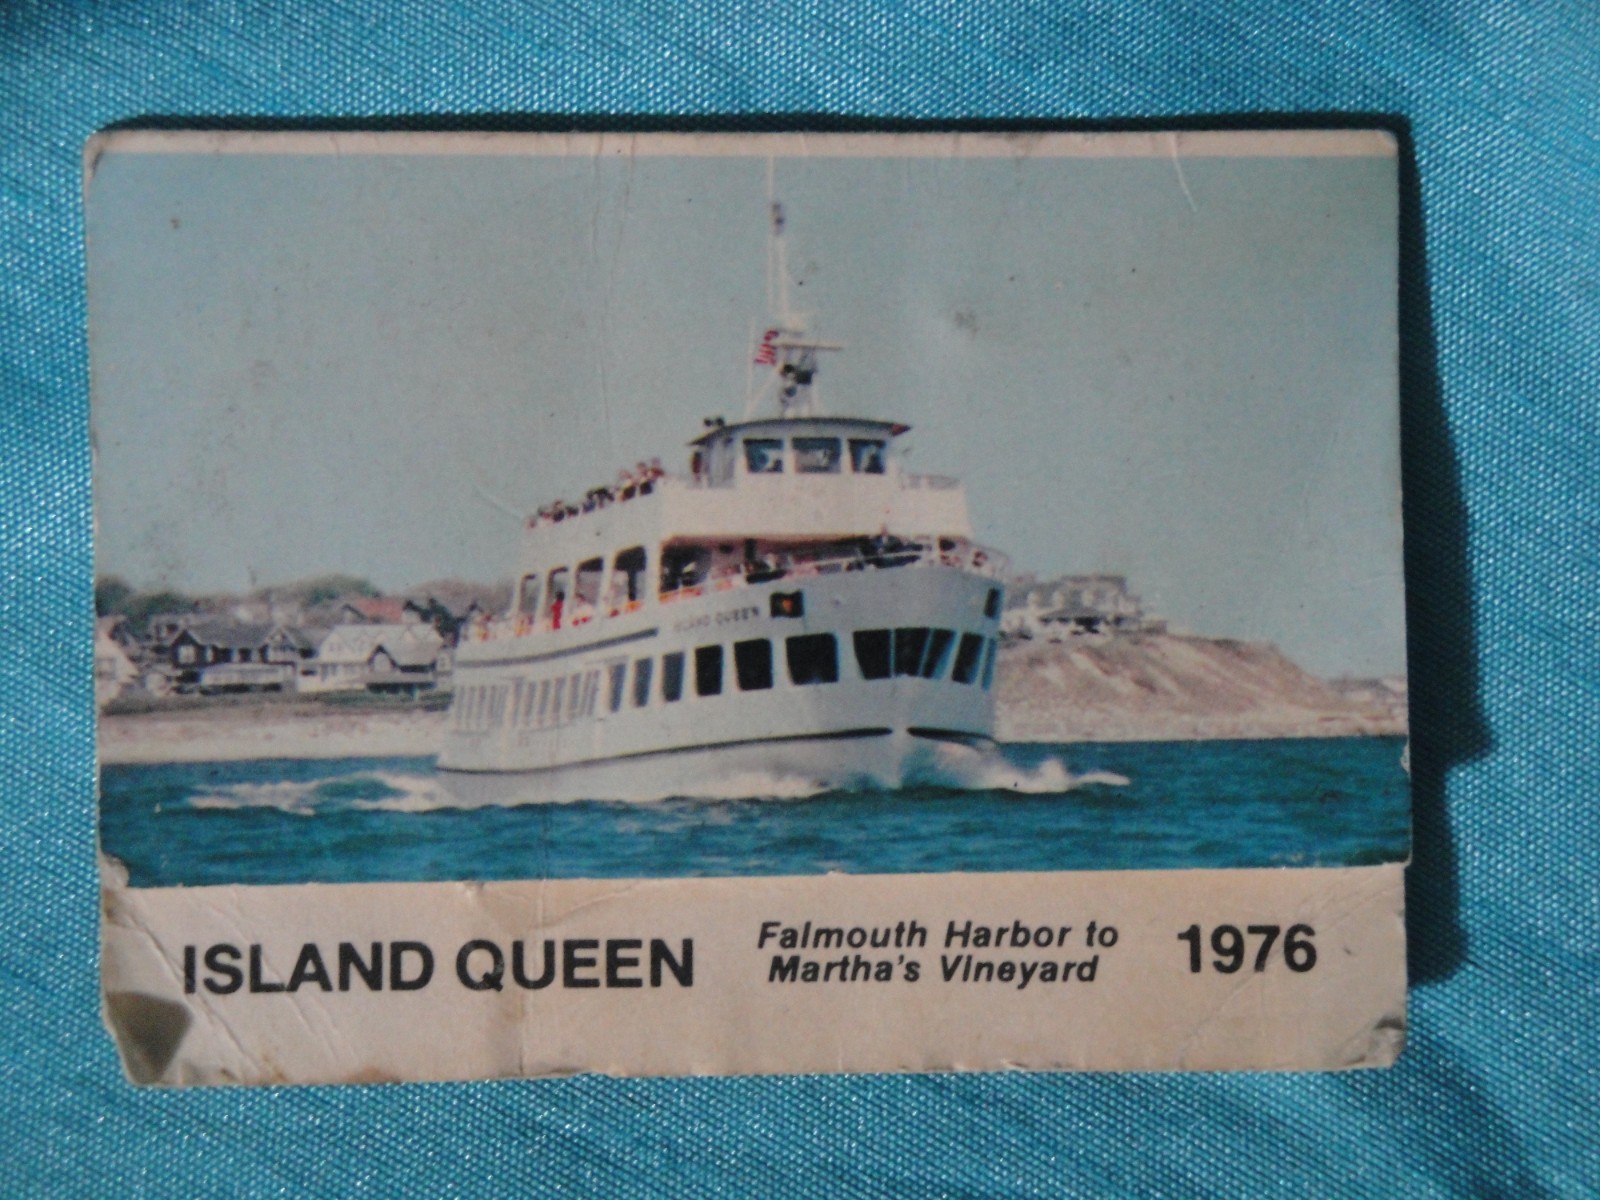 ISLAND QUEEN
ISLAND QUEEN
Falmouth Harbor to
Martha's Vineyard
1976